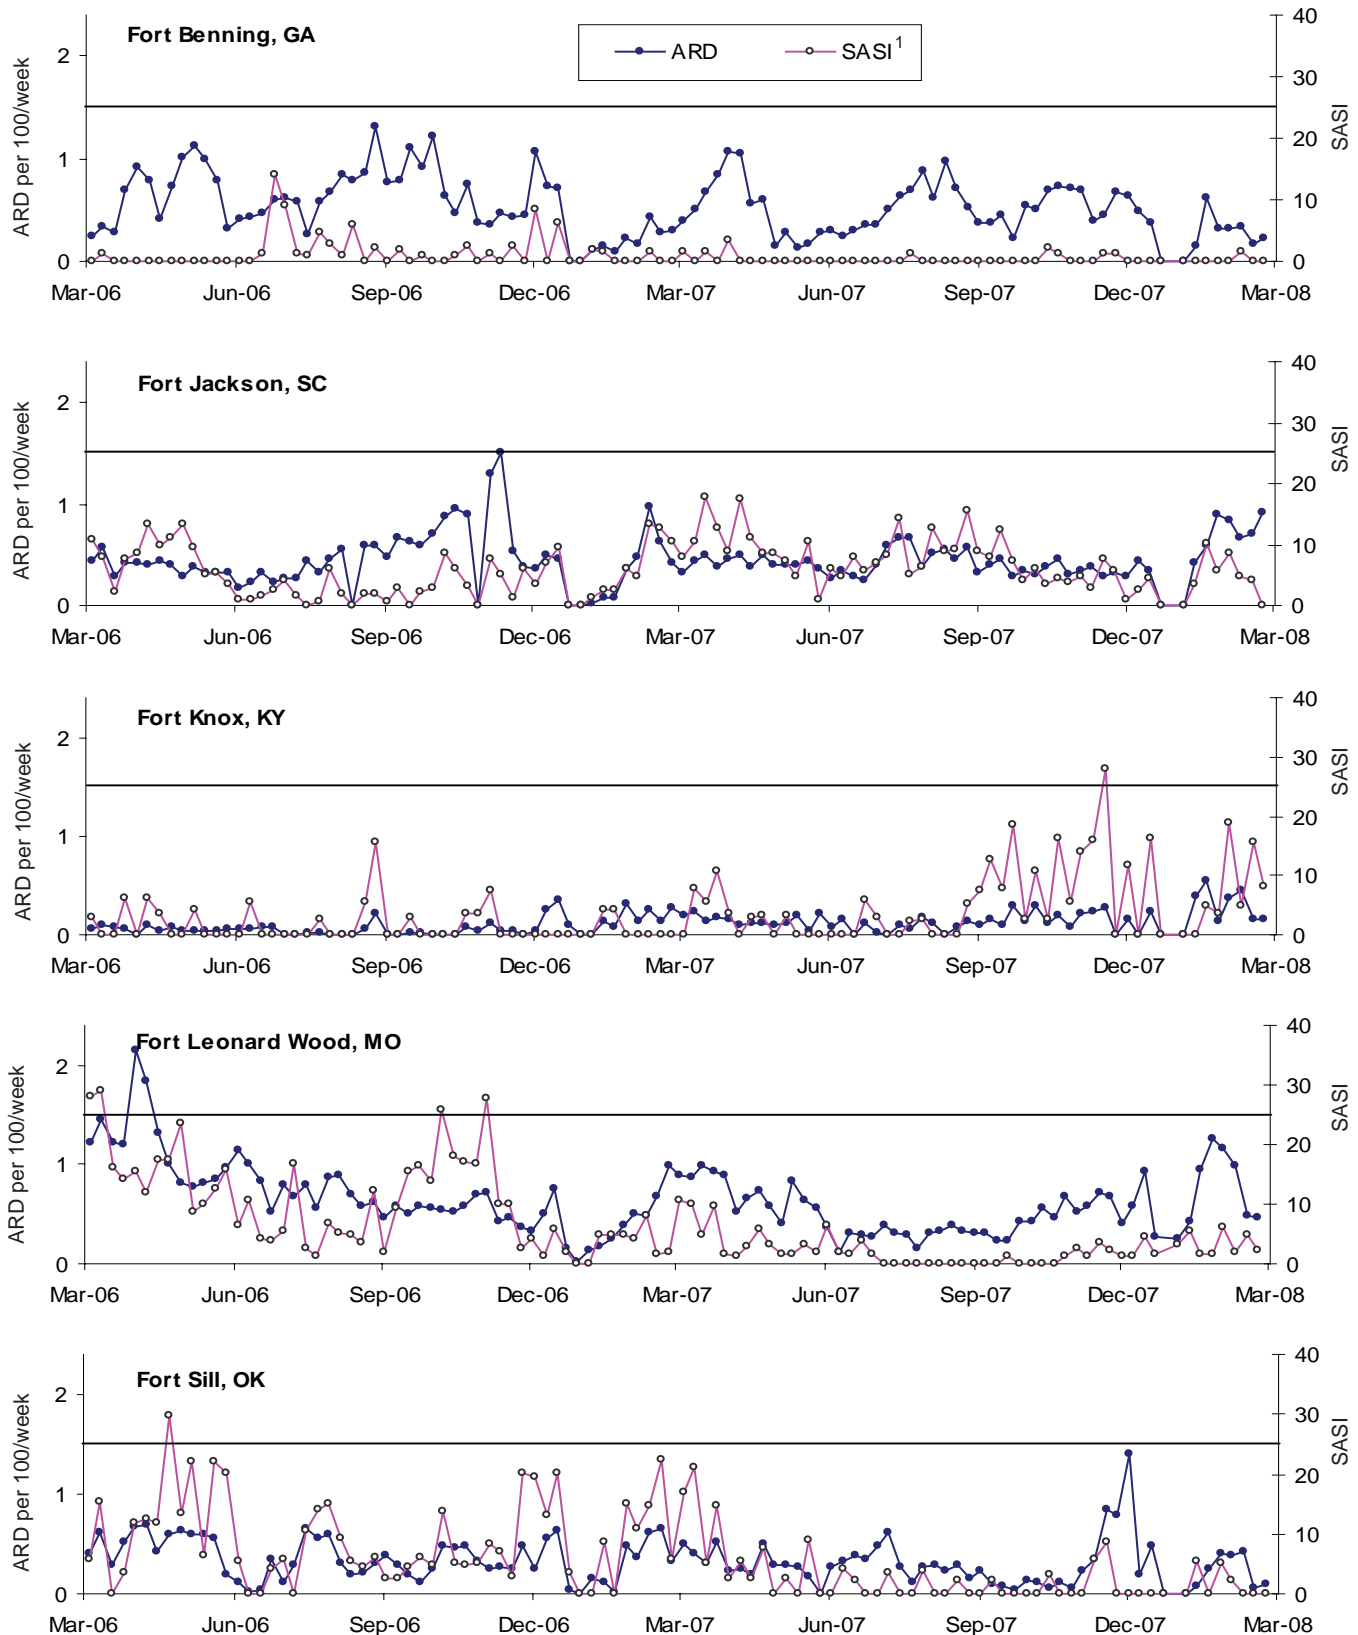 Fort Benning, GA
ARD SASI1
ARD per 100/week
2
1
0
40
30
20
10
0
SASI
Mar-06 Jun-06 Sep-06 Dec-06 Mar-07 Jun-07 Sep-07 Dec-07 Mar-08
Fort Jackson, SC
ARD per 100/week
2
1
0
40
30
20
10
0
SASI
Mar-06 Jun-06 Sep-06 Dec-06 Mar-07 Jun-07 Sep-07 Dec-07 Mar-08
Fort Knox, KY
ARD per 100/week
2
1
0
40
30
20
10
0
SASI
Mar-06 Jun-06 Sep-06 Dec-06 Mar-07 Jun-07 Sep-07 Dec-07 Mar-08
Fort Leonard Wood, MO
ARD per 100/week
2
1
0
40
30
20
10
0
SASI
Mar-06 Jun-06 Sep-06 Dec-06 Mar-07 Jun-07 Sep-07 Dec-07 Mar-08
Fort Sill, OK
ARD per 100/week
2
1
0
40
30
20
10
0
SASI
Mar-06 Jun-06 Sep-06 Dec-06 Mar-07 Jun-07 Sep-07 Dec-07 Mar-08